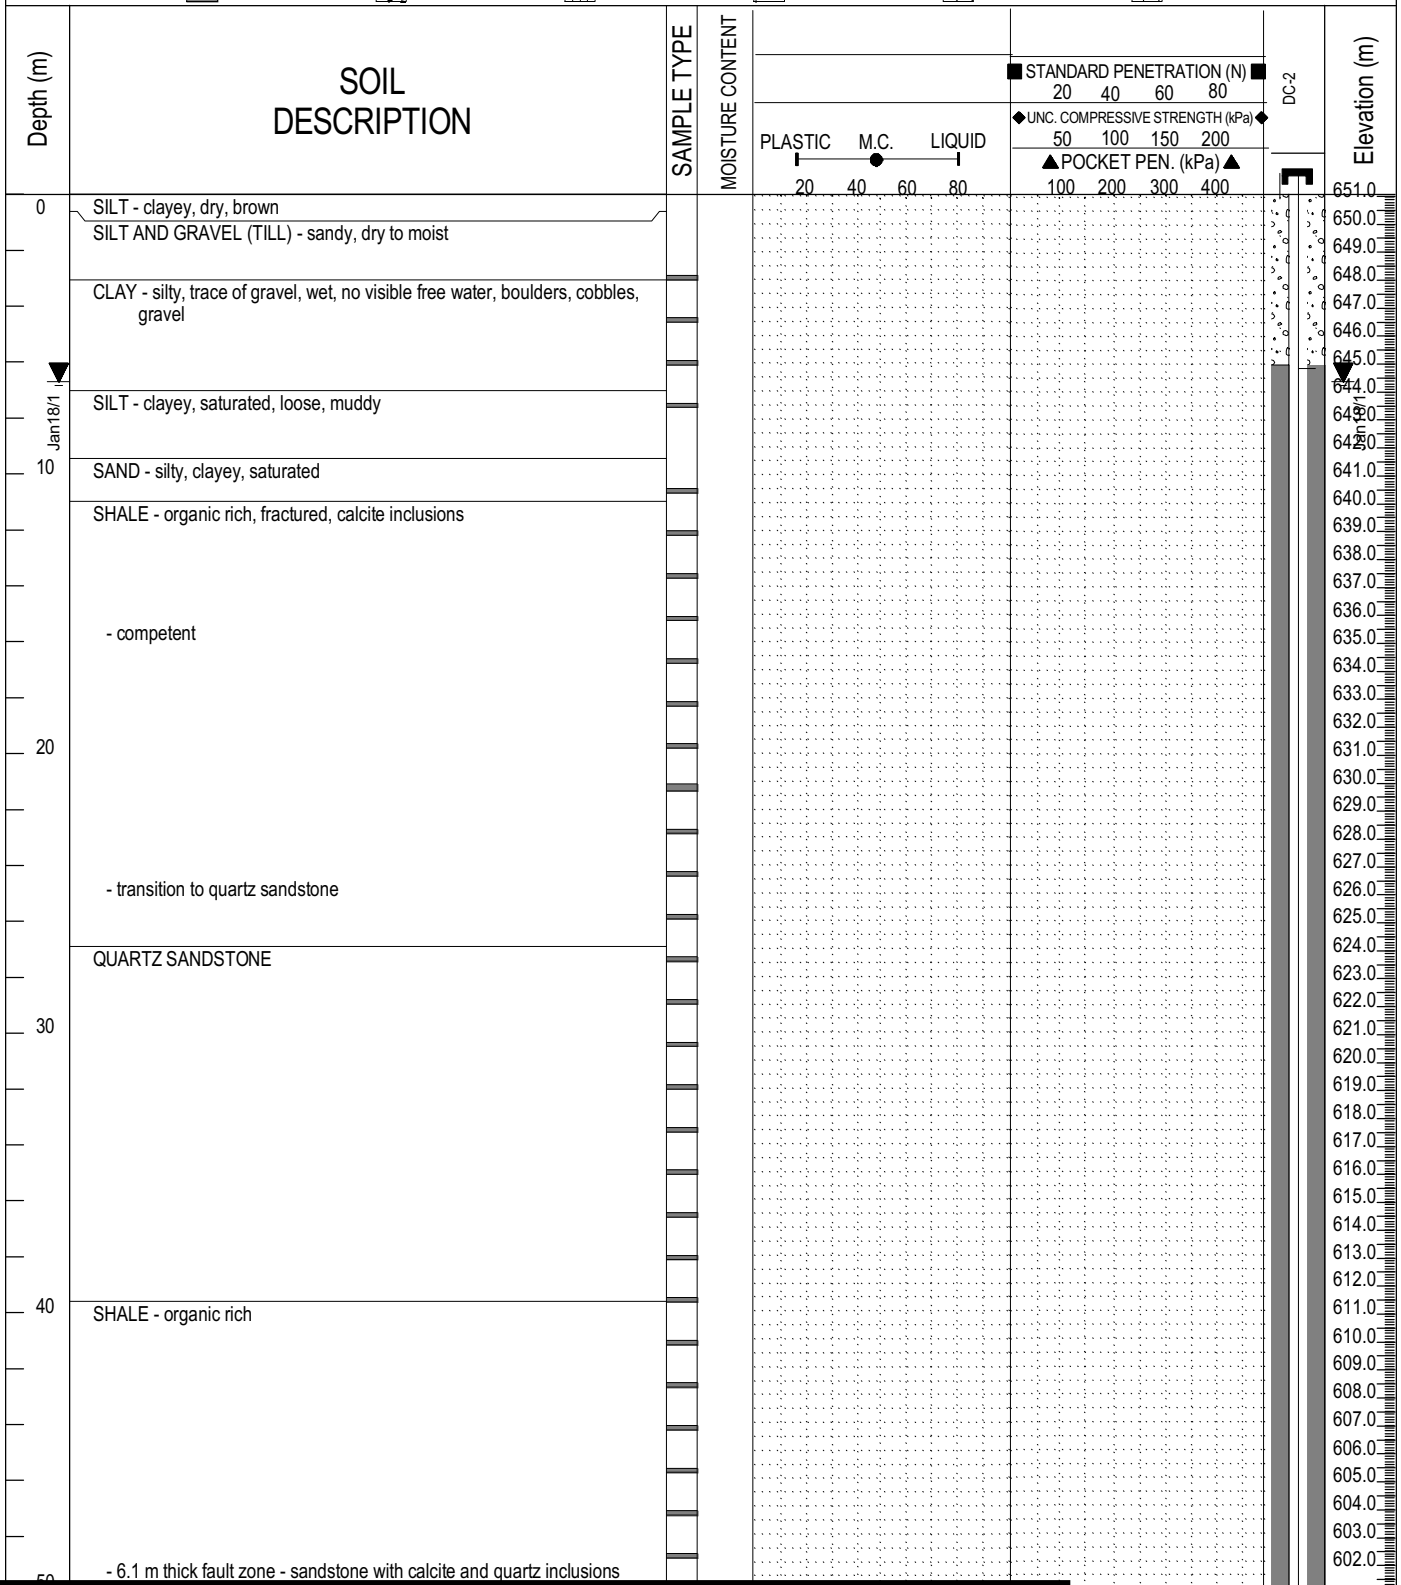 Depth (m)
SOIL
DESCRIPTION
SAMPLE TYPE
MOISTURE CONTENT
PLASTIC M.C. LIQUID
20 40 60 80
STANDARD PENETRATION (N)
20 40 60 80
UNC. COMPRESSIVE STRENGTH (kPa)
50 100 150 200
POCKET PEN. (kPa)
100 200 300 400
DC-2
Elevation (m)
0
SILT - clayey, dry, brown
SILT AND GRAVEL (TILL) - sandy, dry to moist
CLAY - silty, trace of gravel, wet, no visible free water, boulders, cobbles,
gravel
Jan18/1
SILT - clayey, saturated, loose, muddy
10
SAND - silty, clayey, saturated
SHALE - organic rich, fractured, calcite inclusions
- competent
20
- transition to quartz sandstone
QUARTZ SANDSTONE
30
40
SHALE - organic rich
- 6.1 m thick fault zone - sandstone with calcite and quartz inclusions
50
651.0
650.0
649.0
648.0
647.0
646.0
645.0
644.0
643.0
642.0
641.0
640.0
639.0
638.0
637.0
636.0
635.0
634.0
633.0
632.0
631.0
630.0
629.0
628.0
627.0
626.0
625.0
624.0
623.0
622.0
621.0
620.0
619.0
618.0
617.0
616.0
615.0
614.0
613.0
612.0
611.0
610.0
609.0
608.0
607.0
606.0
605.0
604.0
603.0
602.0